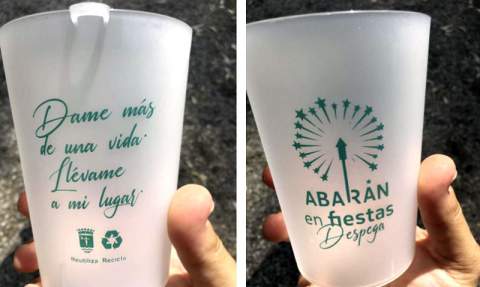 Dame más
de una vida.
Llévame
a mi lugar.
Reutiliza Recicla
ABARÁN
en fiestas
Despega